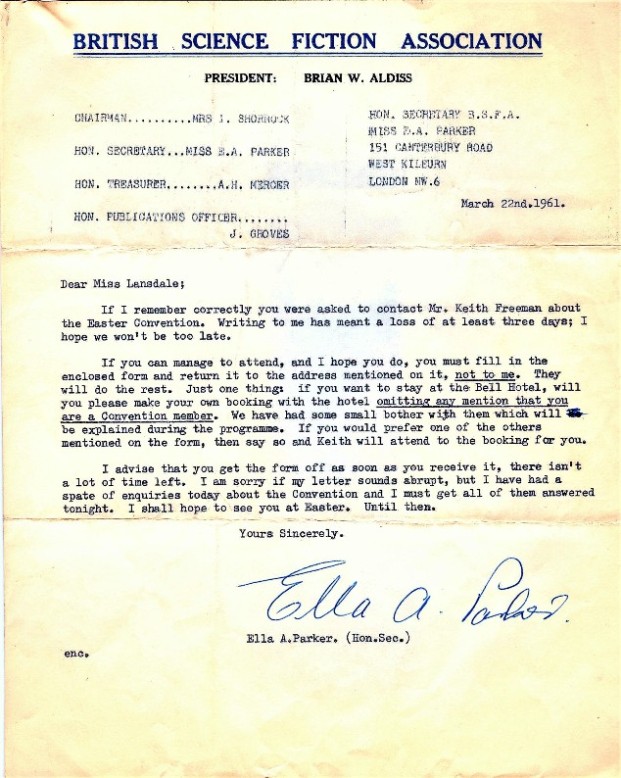 BRITISH SCIENCE FICTION ASSOCIATION
PRESIDENT: BRIAN W. ALDISS
CHAIRMAN..........MRS I. SHORROCK
HON. SECRETARY...MISS E.A. PARKER
HON. TREASURER........A.H. MERCER
HON. PUBLICATIONS OFFICER........
J. GROVES
HON. SECRETARY B.S.F.A.
MISS E.A. PARKER
151 CANTERBURY ROAD
WEST KILBURN
LONDON NW.6
March 22nd.1961.
Dear Miss Lansdale;
If I remember correctly you were asked to contact Mr. Keith Freeman about
the Easter Convention. Writing to me has meant a loss of at least three days; I
hope we won't be too late.
If you can manage to attend, and I hope you do, you must fill in the
enclosed form and return it to the address mentioned on it, not to me. They
will do the rest. Just one thing: if you want to stay at the Bell Hotel, will
you please make your own booking with the hotel omitting any mention that you
are a Convention member. We have had some small bother with them which will
be explained during the programme. If you would prefer one of the others
mentioned on the form, then say so and Keith will attend to the booking for you.
I advise that you get the form off as soon as you receive it, there isn't
a lot of time left. I am sorry if my letter sounds abrupt, but I have had a
spate of enquiries today about the Convention and I must get all of them answered
tonight. I shall hope to see you at Easter. Until then.
Yours Sincerely.
Ella A. Parker.
Ella A.Parker. (Hon.Sec.)
enc.